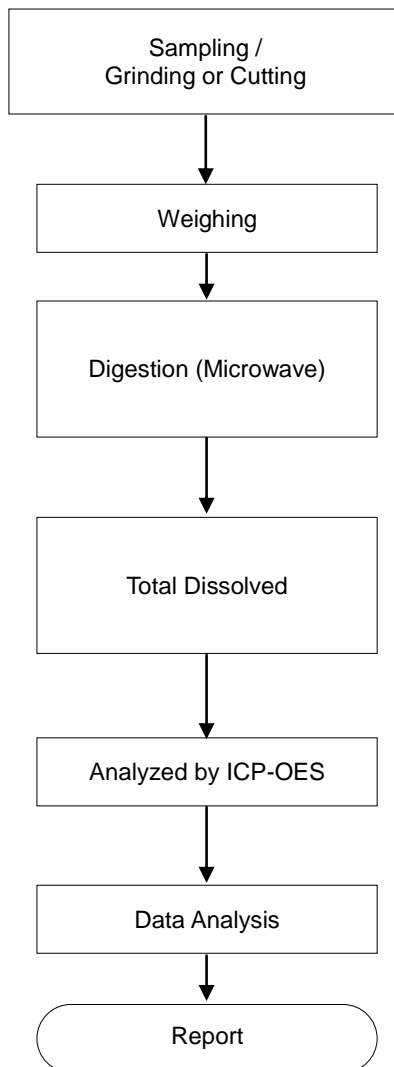 Sampling /
Grinding or Cutting
Weighing
Digestion (Microwave)
Total Dissolved
Analyzed by ICP-OES
Data Analysis
Report